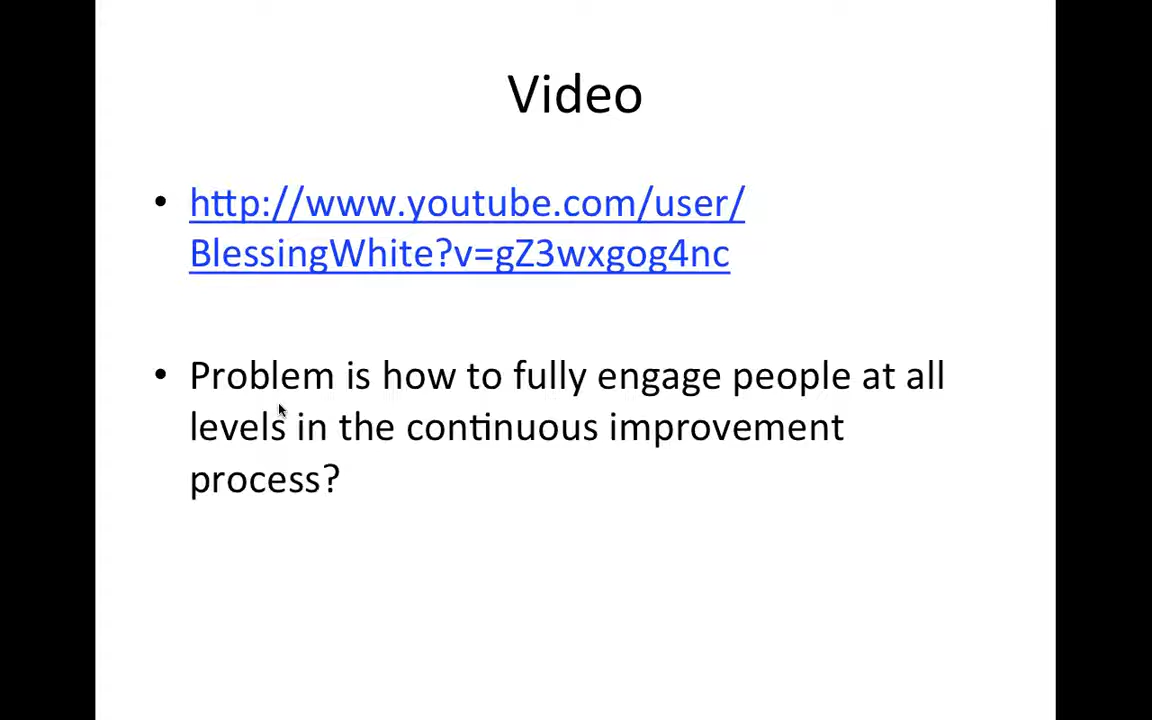 Video
• http://www.youtube.com/user/
BlessingWhite?v=gZ3wxgog4nc
• Problem is how to fully engage people at all
levels in the continuous improvement
process?